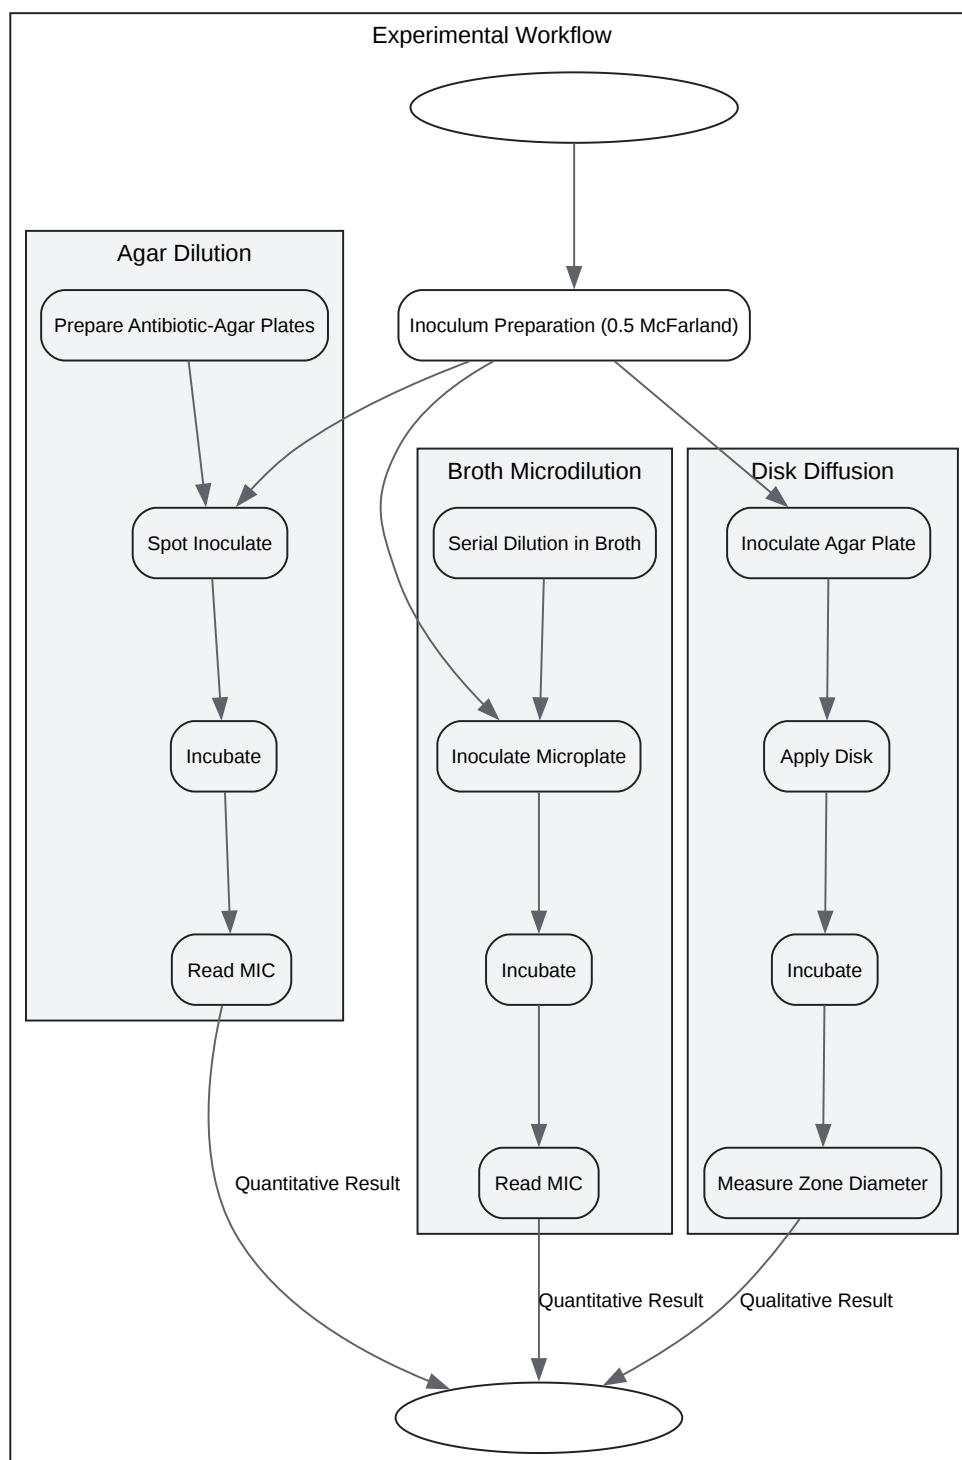 Experimental Workflow
Agar Dilution
Prepare Antibiotic-Agar Plates
Inoculum Preparation (0.5 McFarland)
Broth Microdilution
Disk Diffusion
Spot Inoculate
Serial Dilution in Broth
Inoculate Agar Plate
Incubate
Inoculate Microplate
Apply Disk
Read MIC
Incubate
Incubate
Quantitative Result
Read MIC
Measure Zone Diameter
Quantitative Result
Qualitative Result